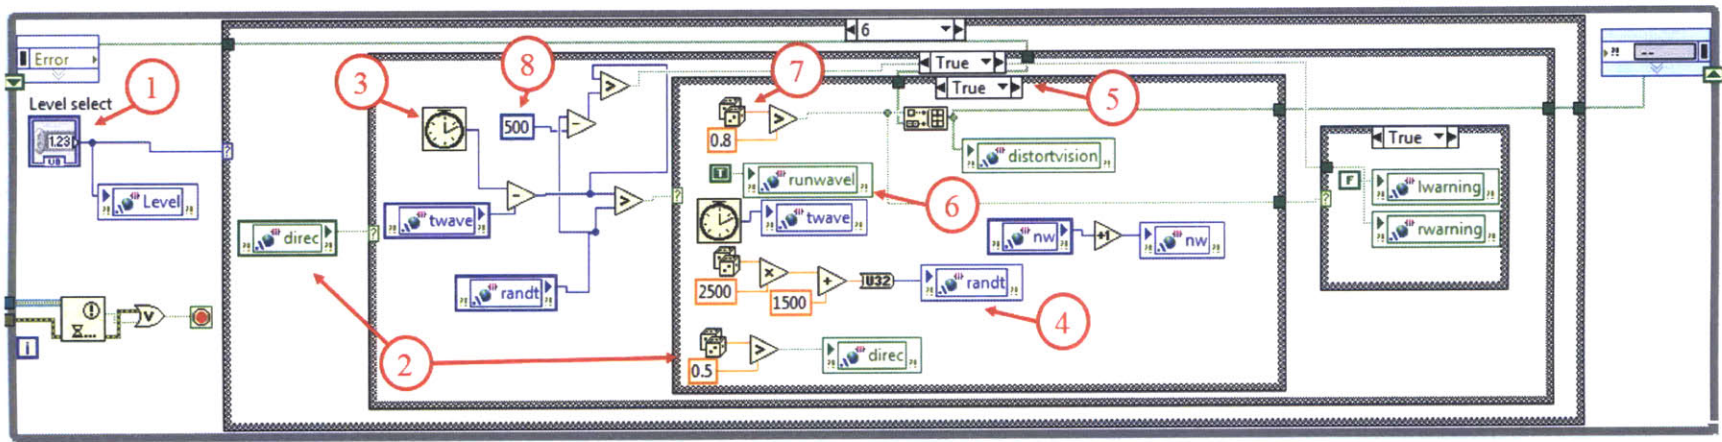 6
Error
True
8
7
3
True
5
Level select
1
500
0.8
1.23
True
U8
distortvision
T
runwavel
F
lwarning
Level
twave
6
twave
rwarning
direc
nw
+1
nw
randt
2500
x
+
1500
U32
randt
4
i
2
0.5
direc